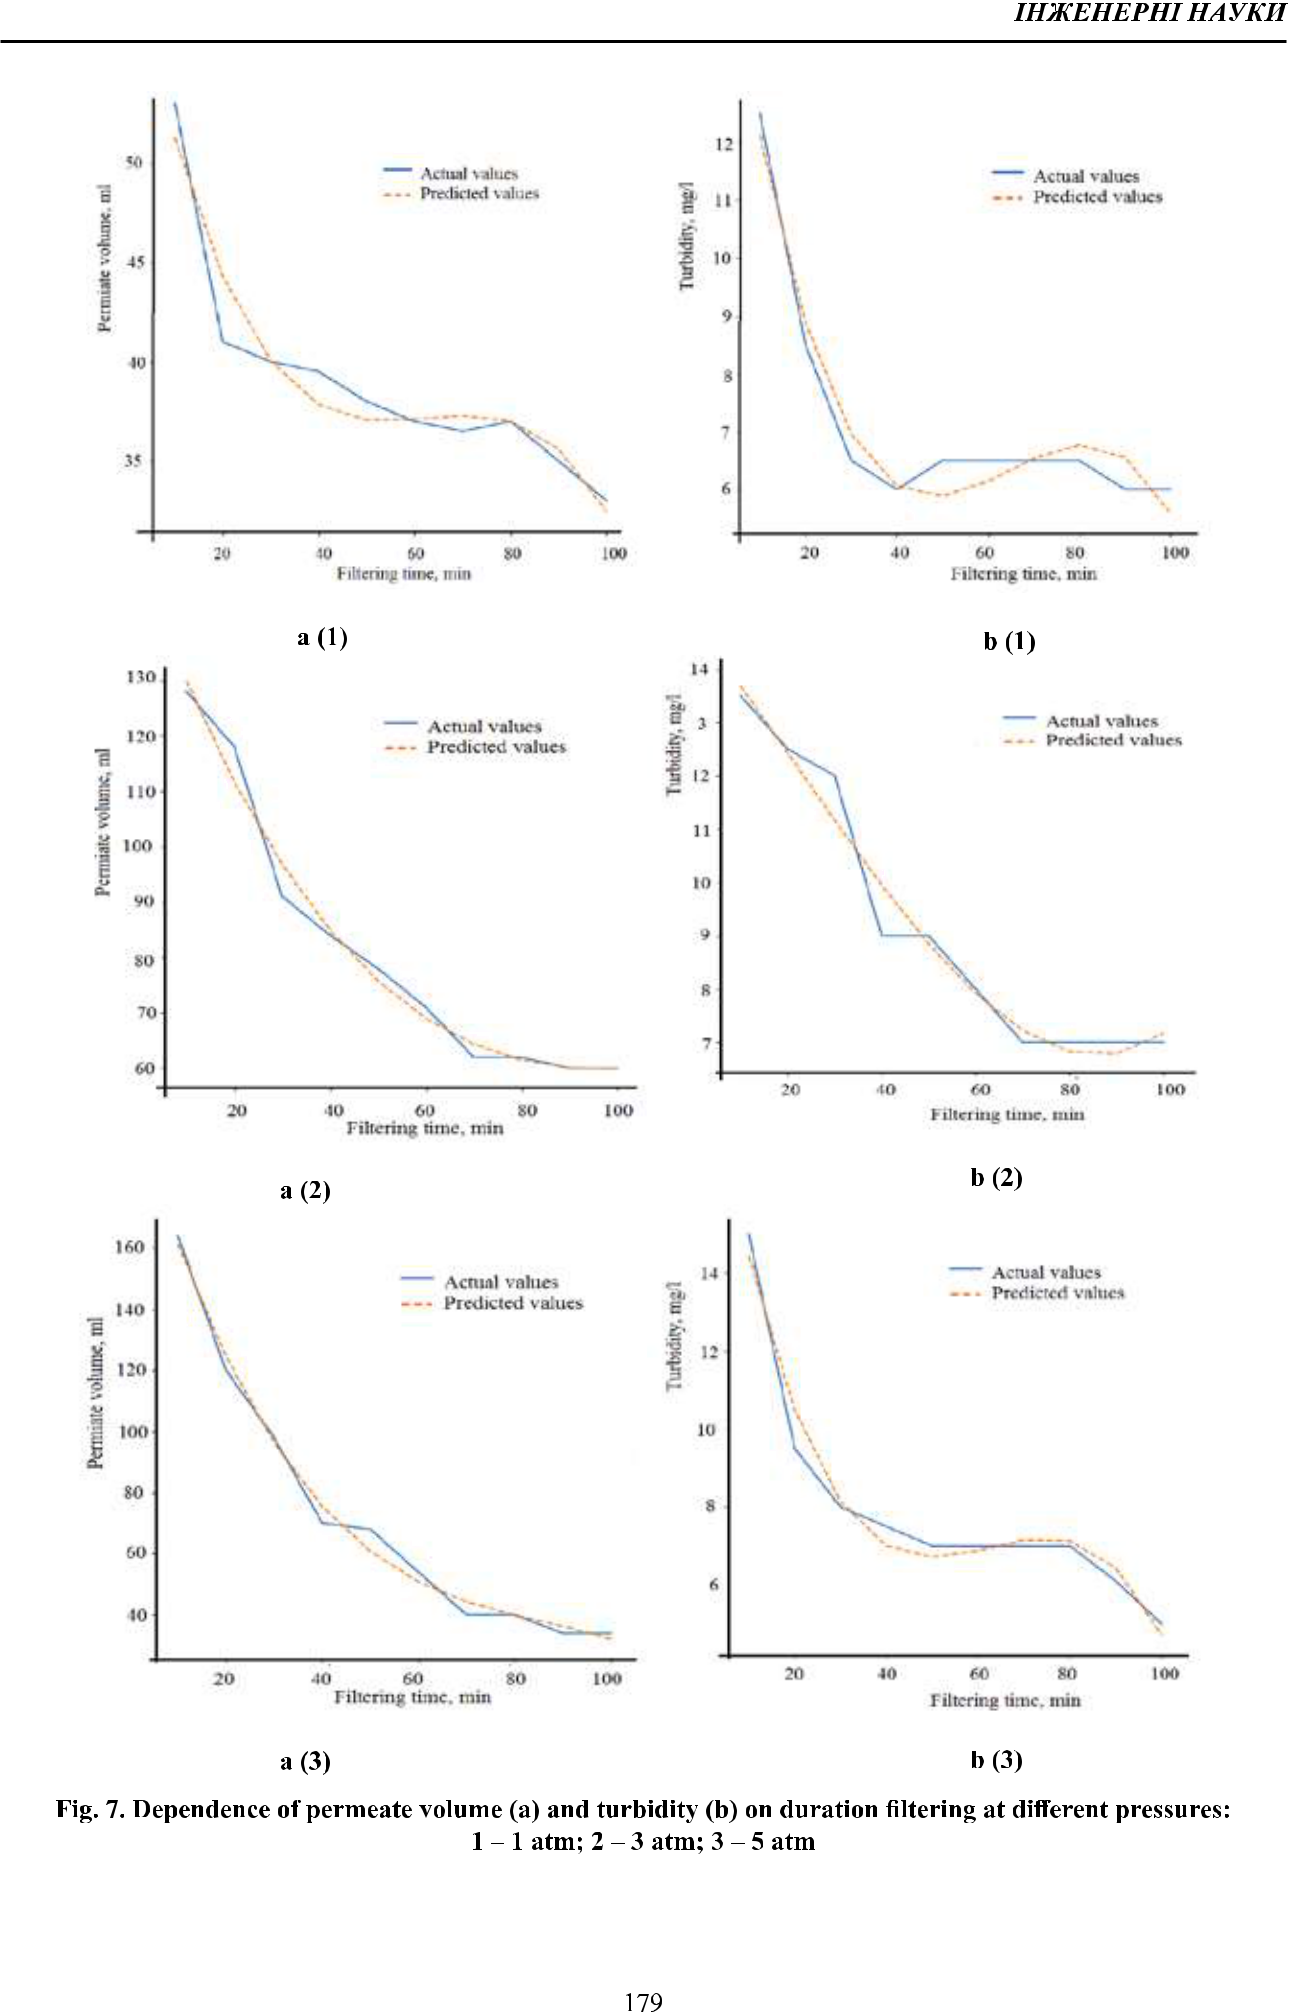 ІНЖЕНЕРНІ НАУКИ
Permiate volume, ml
50
45
40
35
Actual values
Predicted values
20 40 60 80 100
Filtering time, min
a (1)
Turbidity, mg/l
12
11
10
9
8
7
6
Actual values
Predicted values
20 40 60 80 100
Filtering time, min
b (1)
Permiate volume, ml
130
120
110
100
90
80
70
60
Actual values
Predicted values
20 40 60 80 100
Filtering time, min
a (2)
Turbidity, mg/l
14
3
12
11
10
9
8
7
Actual values
Predicted values
20 40 60 80 100
Filtering time, min
b (2)
Permiate volume, ml
160
140
120
100
80
60
40
Actual values
Predicted values
20 40 60 80 100
Filtering time, min
a (3)
Turbidity, mg/l
14
12
10
8
6
Actual values
Predicted values
20 40 60 80 100
Filtering time, min
b (3)
Fig. 7. Dependence of permeate volume (a) and turbidity (b) on duration filtering at different pressures:
1 – 1 atm; 2 – 3 atm; 3 – 5 atm
179